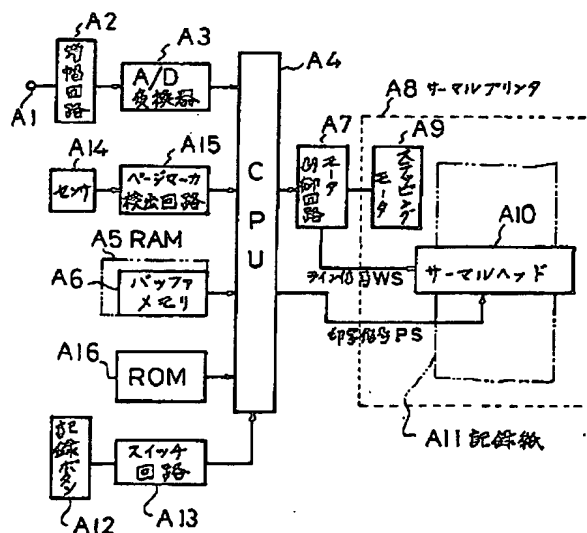 A2
増幅回路
A1
A3
A/D
変換器
A4
CPU
A14
センサ
A15
ページマーカ
検出回路
A5 RAM
A6
バッファ
メモリ
A16
ROM
記録ボタン
A12
スイッチ
回路
A13
A7
モータ
制御回路
A8 サーマルプリンタ
A9
ステッピング
モータ
A10
サーマルヘッド
ライン信号WS
印字信号PS
A11 記録紙